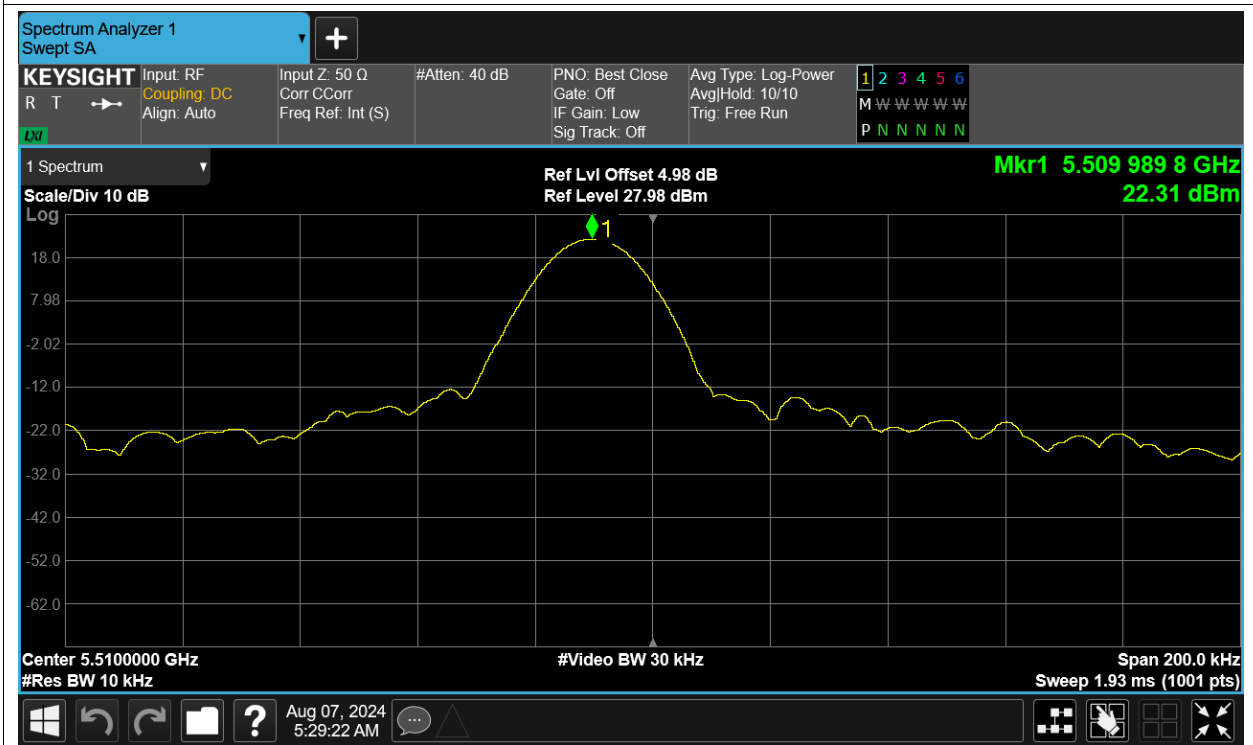 Spectrum Analyzer 1
Swept SA
+
KEYSIGHT
R T
LXI
Input: RF
Coupling: DC
Align: Auto
Input Z: 50 Ω
Corr CCorr
Freq Ref: Int (S)
#Atten: 40 dB
PNO: Best Close
Gate: Off
IF Gain: Low
Sig Track: Off
Avg Type: Log-Power
Avg|Hold: 10/10
Trig: Free Run
1 2 3 4 5 6
M W W W W W
P N N N N N
1 Spectrum
Scale/Div 10 dB
Ref Lvl Offset 4.98 dB
Ref Level 27.98 dBm
Mkr1 5.509 989 8 GHz
22.31 dBm
Log
1
18.0
7.98
-2.02
-12.0
-22.0
-32.0
-42.0
-52.0
-62.0
Center 5.5100000 GHz
#Video BW 30 kHz
Span 200.0 kHz
#Res BW 10 kHz
Sweep 1.93 ms (1001 pts)
?
Aug 07, 2024
5:29:22 AM